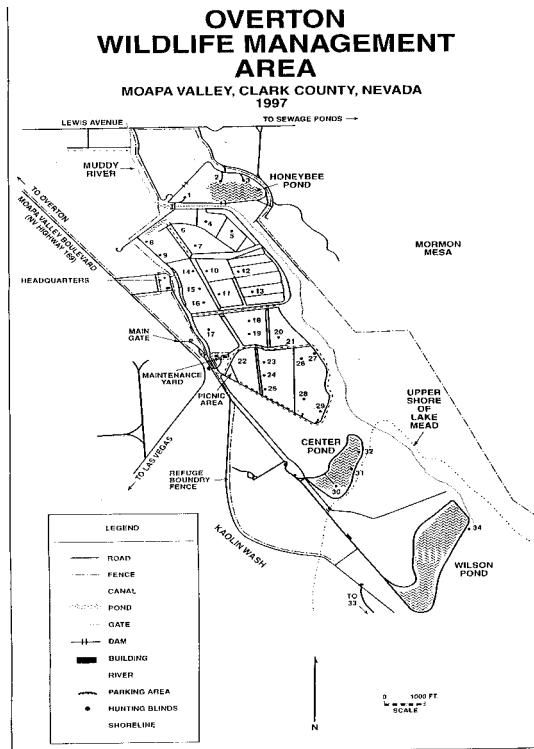 OVERTON
WILDLIFE MANAGEMENT
AREA
MOAPA VALLEY, CLARK COUNTY, NEVADA
1997
LEWIS AVENUE
TO SEWAGE PONDS
MUDDY
RIVER
HONEYBEE
POND
TO OVERTON
MOAPA VALLEY BOULEVARD
(NV HIGHWAY 169)
MORMON
MESA
HEADQUARTERS
MAIN
GATE
MAINTENANCE
YARD
PICNIC
AREA
UPPER
SHORE
OF
LAKE
MEAD
TO LAS VEGAS
REFUGE
BOUNDRY
FENCE
CENTER
POND
KAOLIN WASH
WILSON
POND
TO
33
1
2
3
4
5
6
7
8
9
10
11
12
13
14
15
16
17
18
19
20
21
22
23
24
25
26
27
28
29
30
31
32
34
LEGEND
ROAD
FENCE
CANAL
POND
GATE
DAM
BUILDING
RIVER
PARKING AREA
HUNTING BLINDS
SHORELINE
N
0 1000 FT.
SCALE